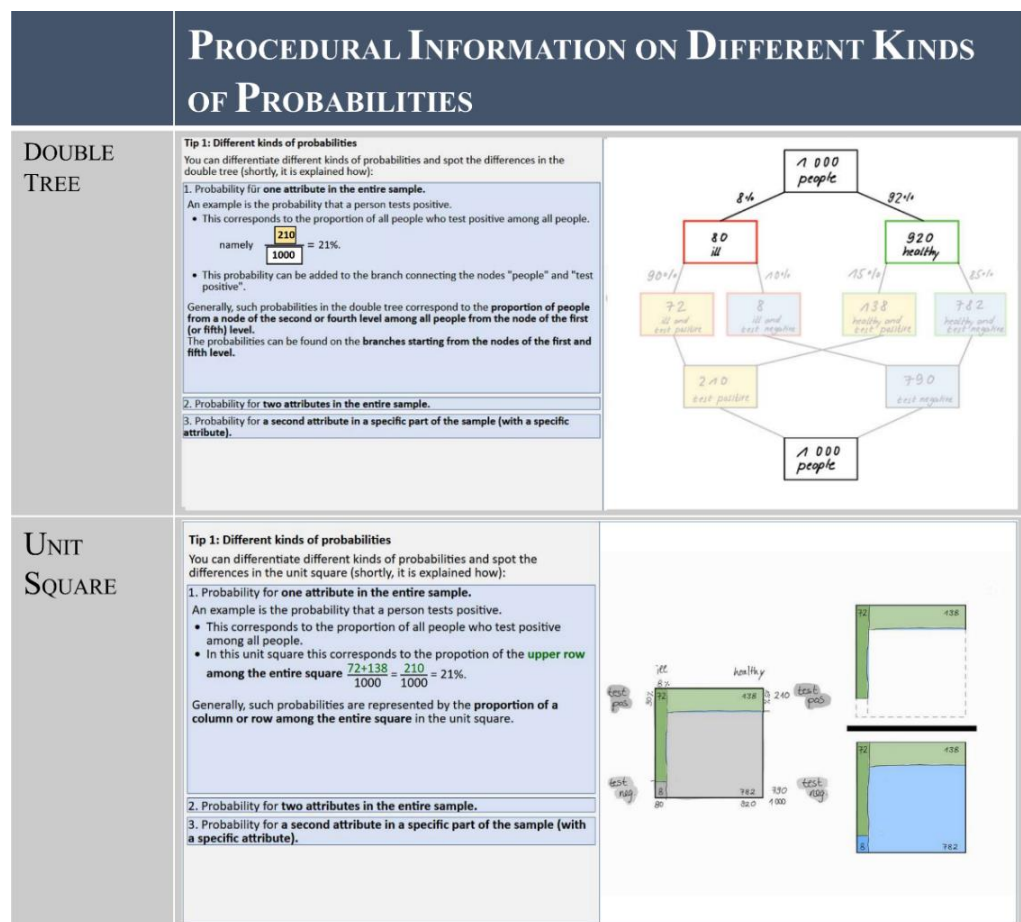 PROCEDURAL INFORMATION ON DIFFERENT KINDS
OF PROBABILITIES
DOUBLE
TREE
Tip 1: Different kinds of probabilities
You can differentiate different kinds of probabilities and spot the differences in the
double tree (shortly, it is explained how):
1. Probability für one attribute in the entire sample.
An example is the probability that a person tests positive.
• This corresponds to the proportion of all people who test positive among all people.
namely 210/1000 = 21%.
• This probability can be added to the branch connecting the nodes "people" and "test
positive".
Generally, such probabilities in the double tree correspond to the proportion of people
from a node of the second or fourth level among all people from the node of the first
(or fifth) level.
The probabilities can be found on the branches starting from the nodes of the first and
fifth level.
2. Probability for two attributes in the entire sample.
3. Probability for a second attribute in a specific part of the sample (with a specific
attribute).
1 000
people
8% 92%
80 920
ill healthy
90% 10% 15% 85%
72 8 138 782
ill and ill and healthy and healthy and
test positive test negative test positive test negative
210 790
test positive test negative
1 000
people
UNIT
SQUARE
Tip 1: Different kinds of probabilities
You can differentiate different kinds of probabilities and spot the
differences in the unit square (shortly, it is explained how):
1. Probability for one attribute in the entire sample.
An example is the probability that a person tests positive.
• This corresponds to the proportion of all people who test positive
among all people.
• In this unit square this corresponds to the propotion of the upper row
among the entire square 72+138/1000 = 210/1000 = 21%.
Generally, such probabilities are represented by the proportion of a
column or row among the entire square in the unit square.
2. Probability for two attributes in the entire sample.
3. Probability for a second attribute in a specific part of the sample (with
a specific attribute).
ill healthy
8%
test pos 72 138 210 test pos
test neg 8 782 790 test neg
80 920 1000
72 138
72 138
8 782